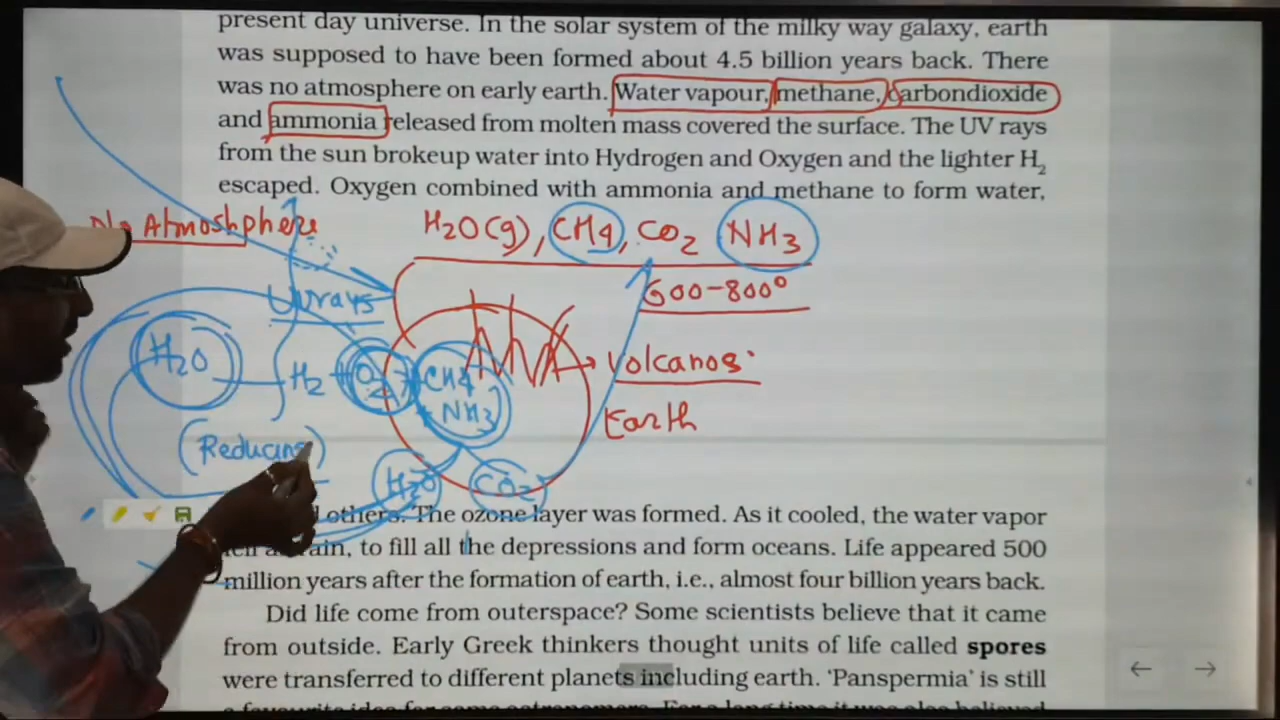 present day universe. In the solar system of the milky way galaxy, earth
was supposed to have been formed about 4.5 billion years back. There
was no atmosphere on early earth. Water vapour, methane, carbondioxide
and ammonia released from molten mass covered the surface. The UV rays
from the sun brokeup water into Hydrogen and Oxygen and the lighter H2
escaped. Oxygen combined with ammonia and methane to form water,
No Atmoshphere
H2O(g), CH4, CO2 NH3
UV rays
600-800°
H2O
H2 + O2 + CH4
NH3
Volcanos
Earth
(Reducing)
H2O CO2
others. The ozone layer was formed. As it cooled, the water vapor
rain, to fill all the depressions and form oceans. Life appeared 500
million years after the formation of earth, i.e., almost four billion years back.
Did life come from outerspace? Some scientists believe that it came
from outside. Early Greek thinkers thought units of life called spores
were transferred to different planets including earth. 'Panspermia' is still